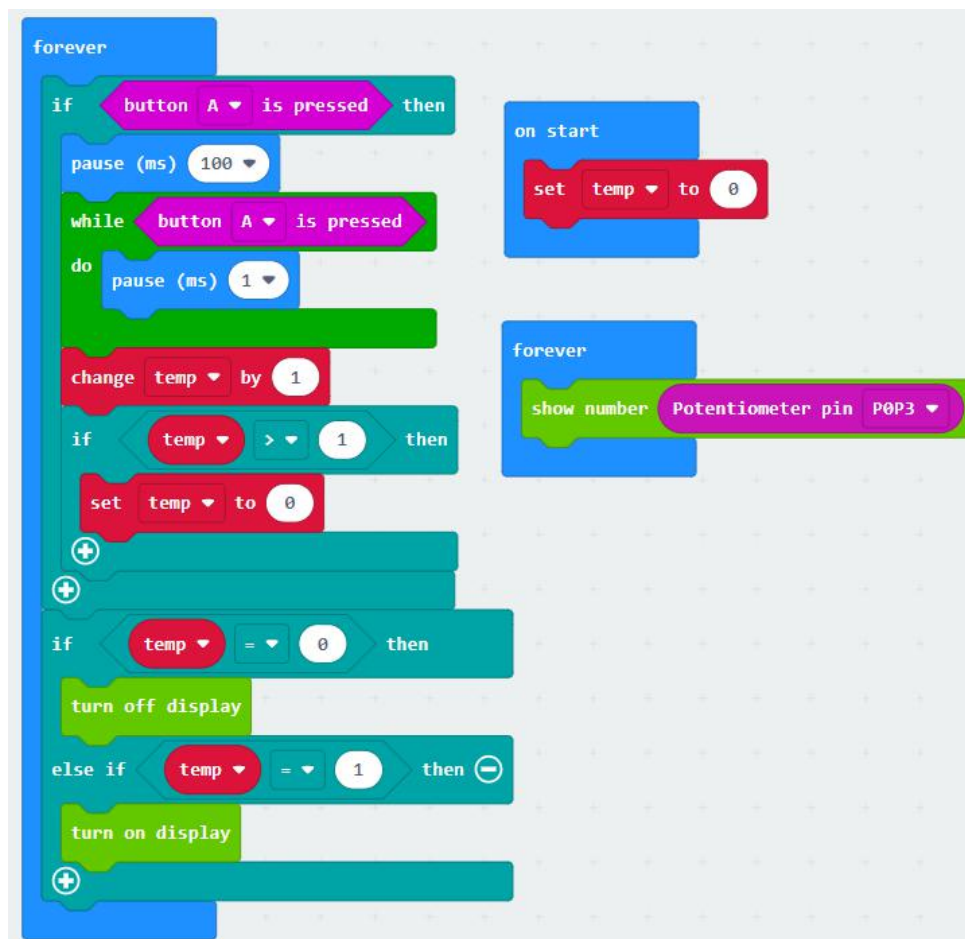 forever
if button A is pressed then
pause (ms) 100
while button A is pressed
do pause (ms) 1
change temp by 1
if temp > 1 then
set temp to 0
if temp = 0 then
turn off display
else if temp = 1 then
turn on display
on start
set temp to 0
forever
show number Potentiometer pin P0P3